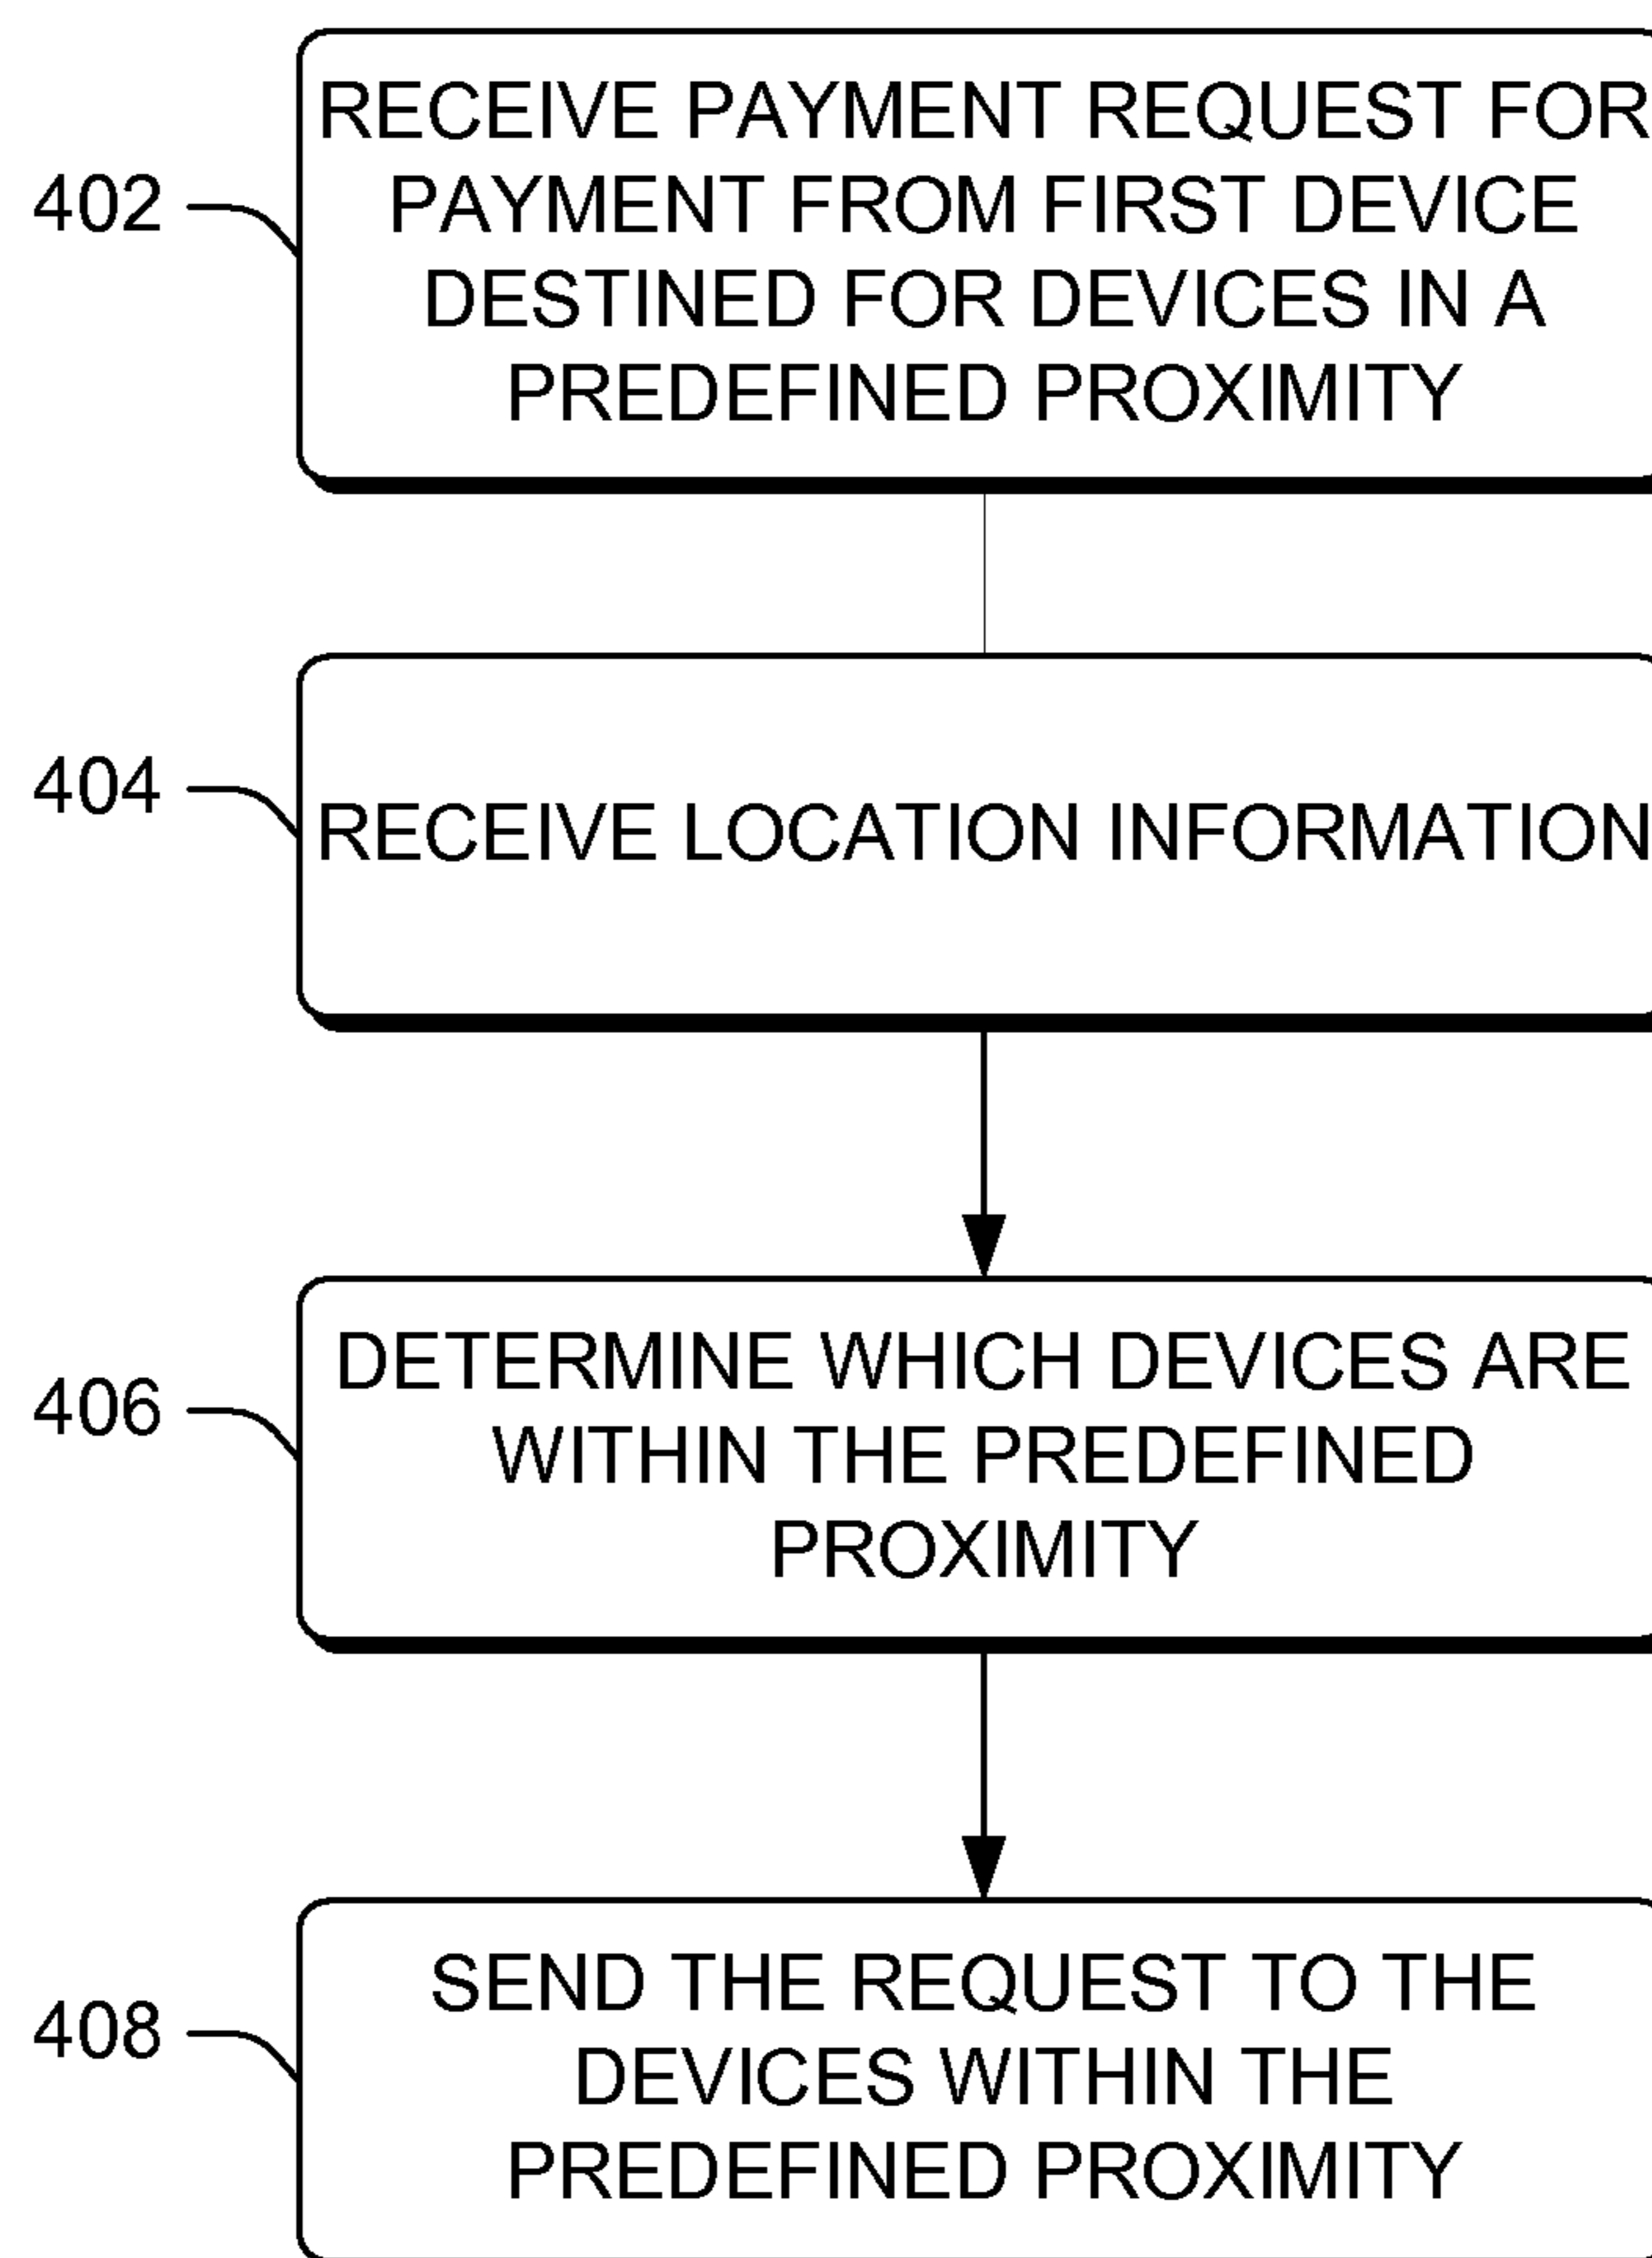 RECEIVE PAYMENT REQUEST FOR
PAYMENT FROM FIRST DEVICE
DESTINED FOR DEVICES IN A
PREDEFINED PROXIMITY
402
404
RECEIVE LOCATION INFORMATION
DETERMINE WHICH DEVICES ARE
406
WITHIN THE PREDEFINED
PROXIMITY
SEND THE REQUEST TO THE
408
DEVICES WITHIN THE
PREDEFINED PROXIMITY